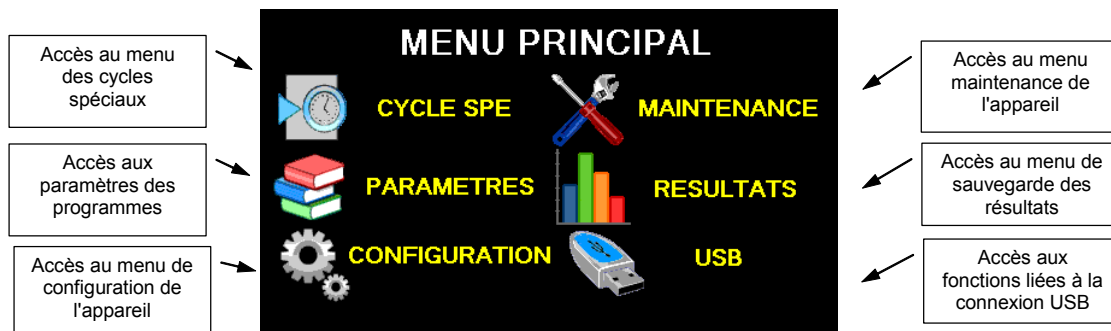 MENU PRINCIPAL
Accès au menu
des cycles
spéciaux
CYCLE SPE
MAINTENANCE
Accès au menu
maintenance de
l'appareil
Accès aux
paramètres des
programmes
PARAMETRES
RESULTATS
Accès au menu de
sauvegarde des
résultats
Accès au menu de
configuration de
l'appareil
CONFIGURATION
USB
Accès aux
fonctions liées à la
connexion USB